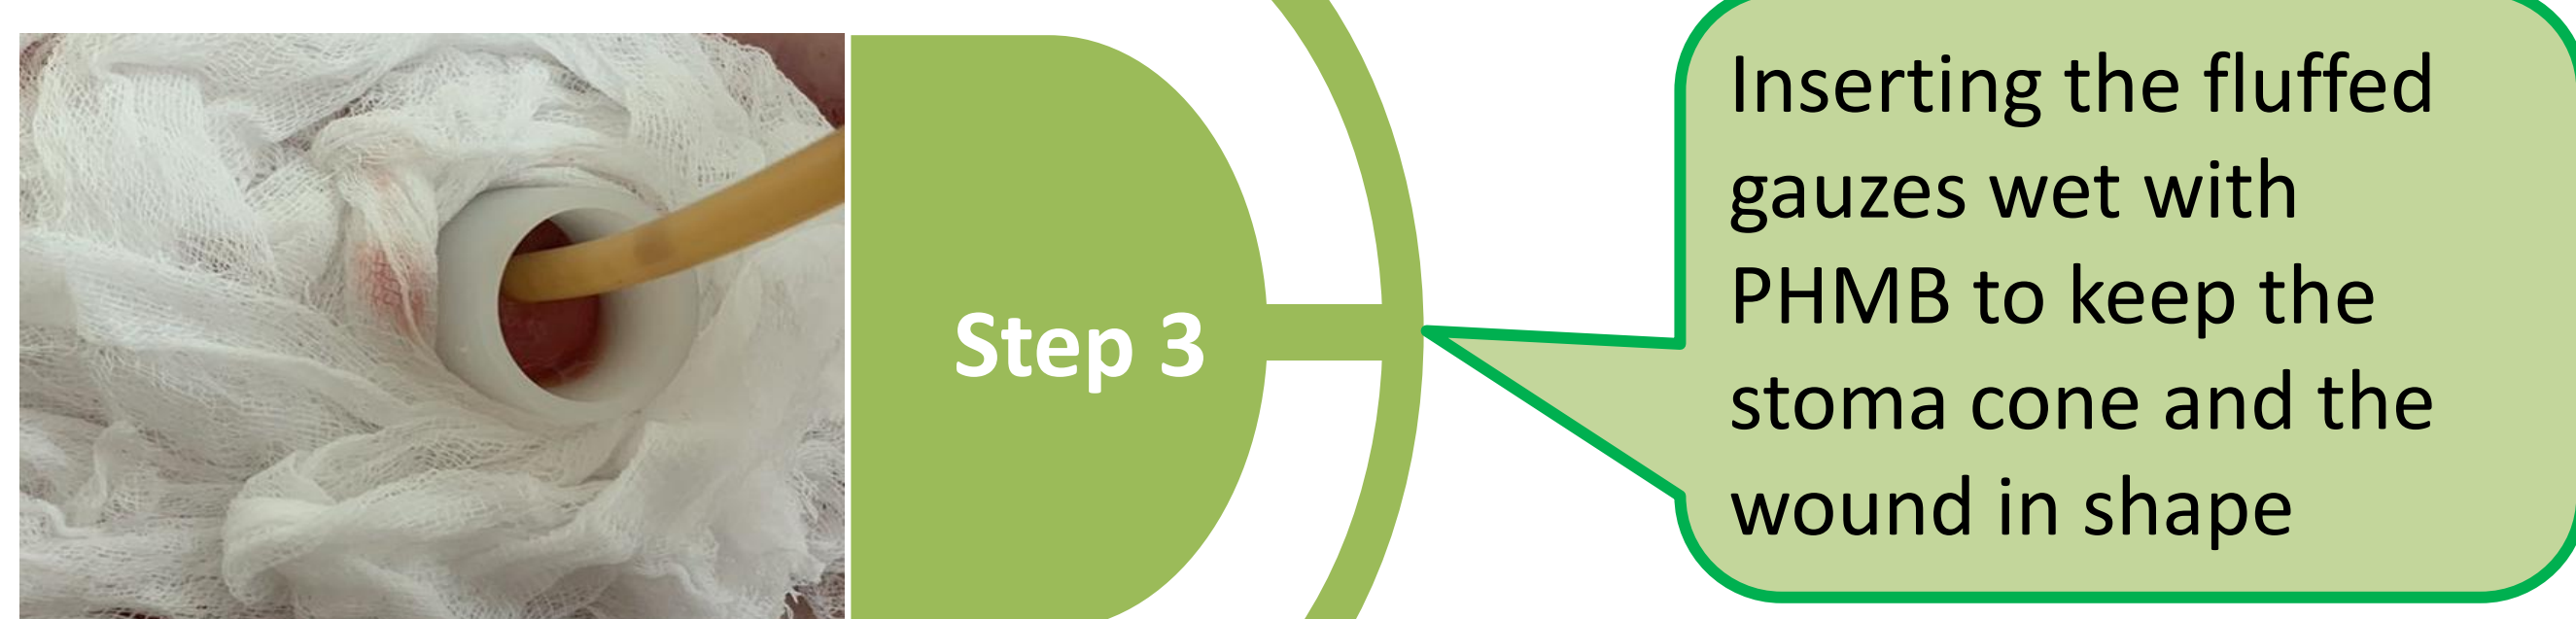 Step 3
Inserting the fluffed
gauzes wet with
PHMB to keep the
stoma cone and the
wound in shape